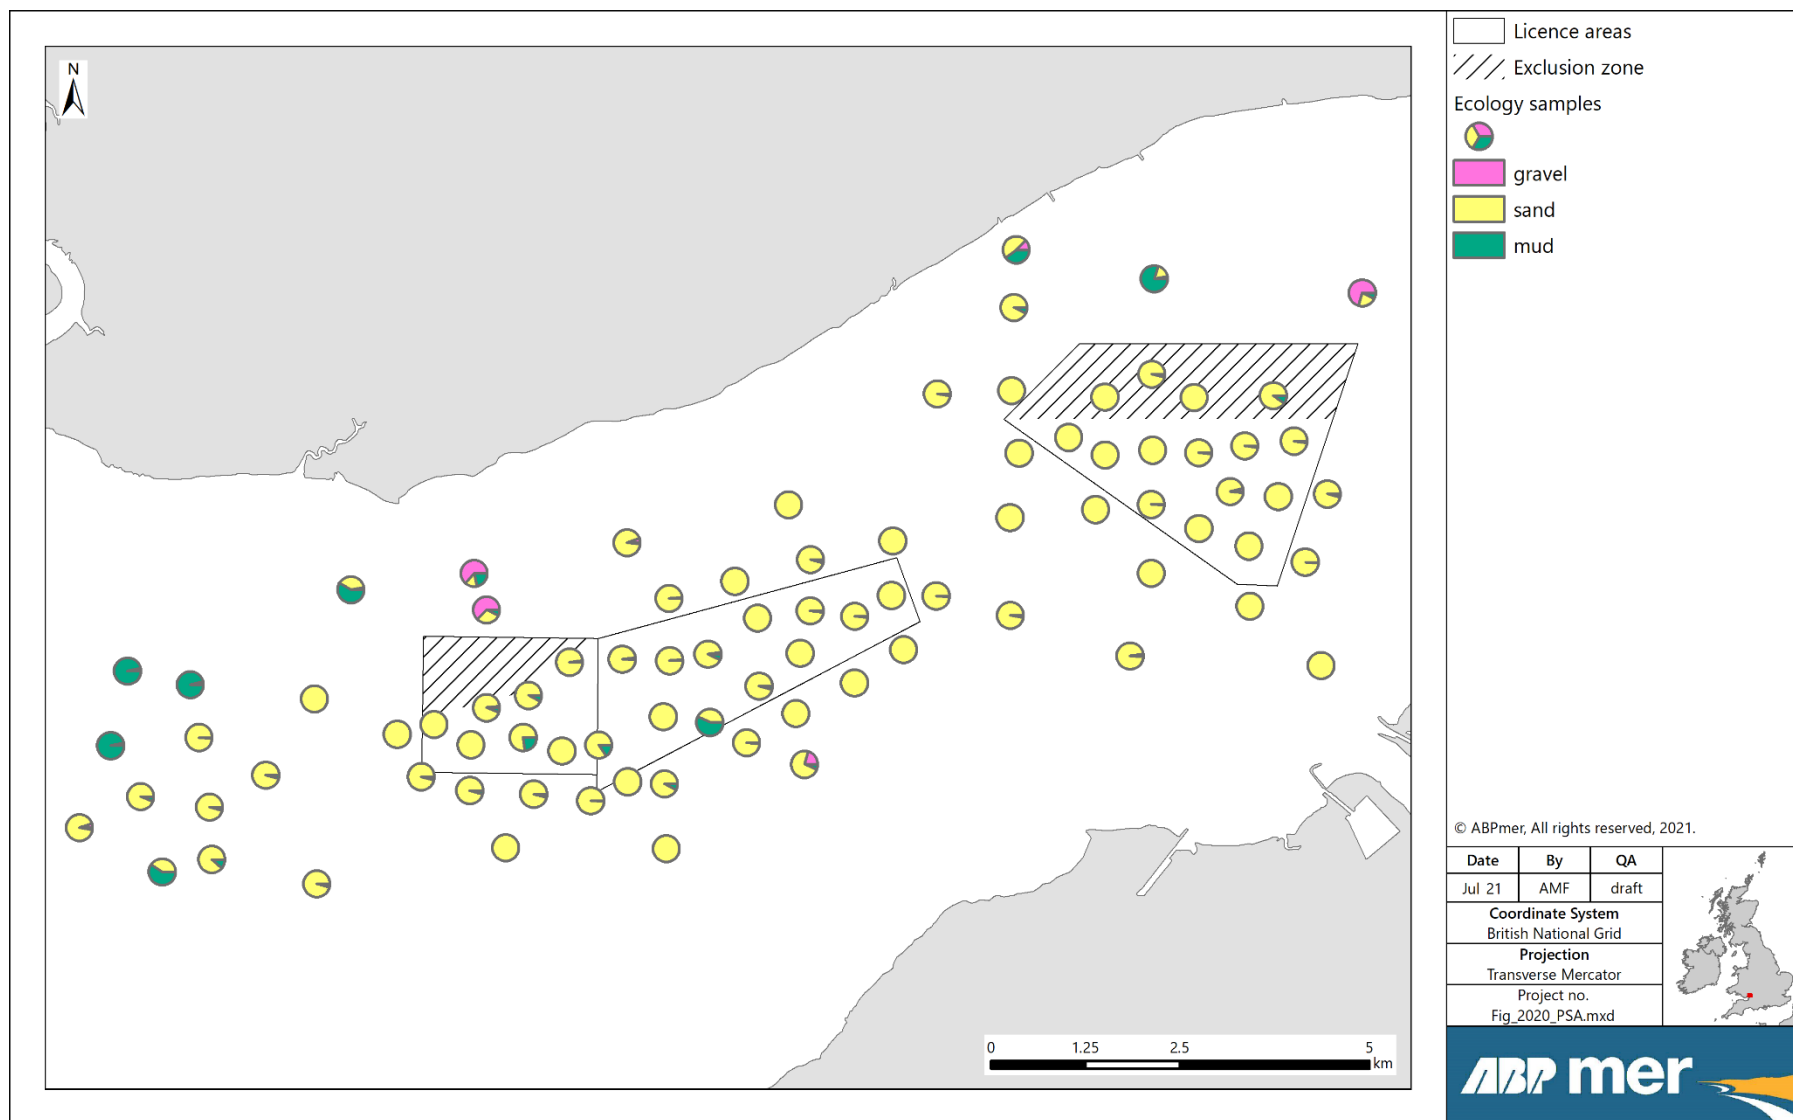 N
Licence areas
Exclusion zone
Ecology samples
gravel
sand
mud
© ABPmer, All rights reserved, 2021.
Date By QA
Jul 21 AMF draft
Coordinate System
British National Grid
Projection
Transverse Mercator
Project no.
Fig_2020_PSA.mxd
0 1.25 2.5 5
km
ABP mer